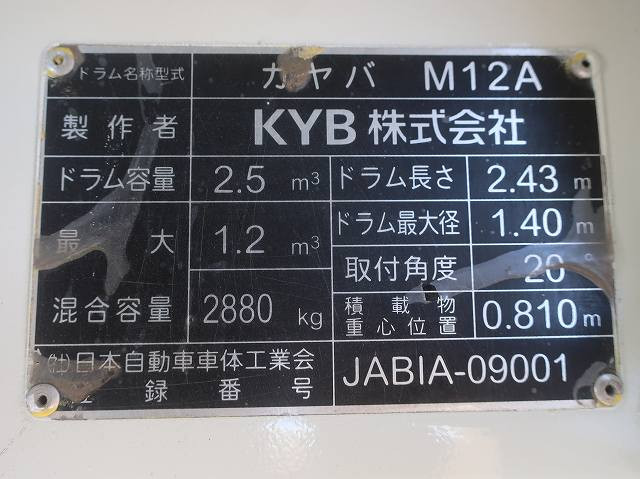 ドラム名称型式 カヤバ M12A
製作者 KYB 株式会社
ドラム容量 2.5 m³ ドラム長さ 2.43 m
ドラム最大径 1.40 m
最大 1.2 m³
取付角度 20°
混合容量 2880 kg
積載物重心位置 0.810 m
(社)日本自動車車体工業会
登録番号 JABIA-09001